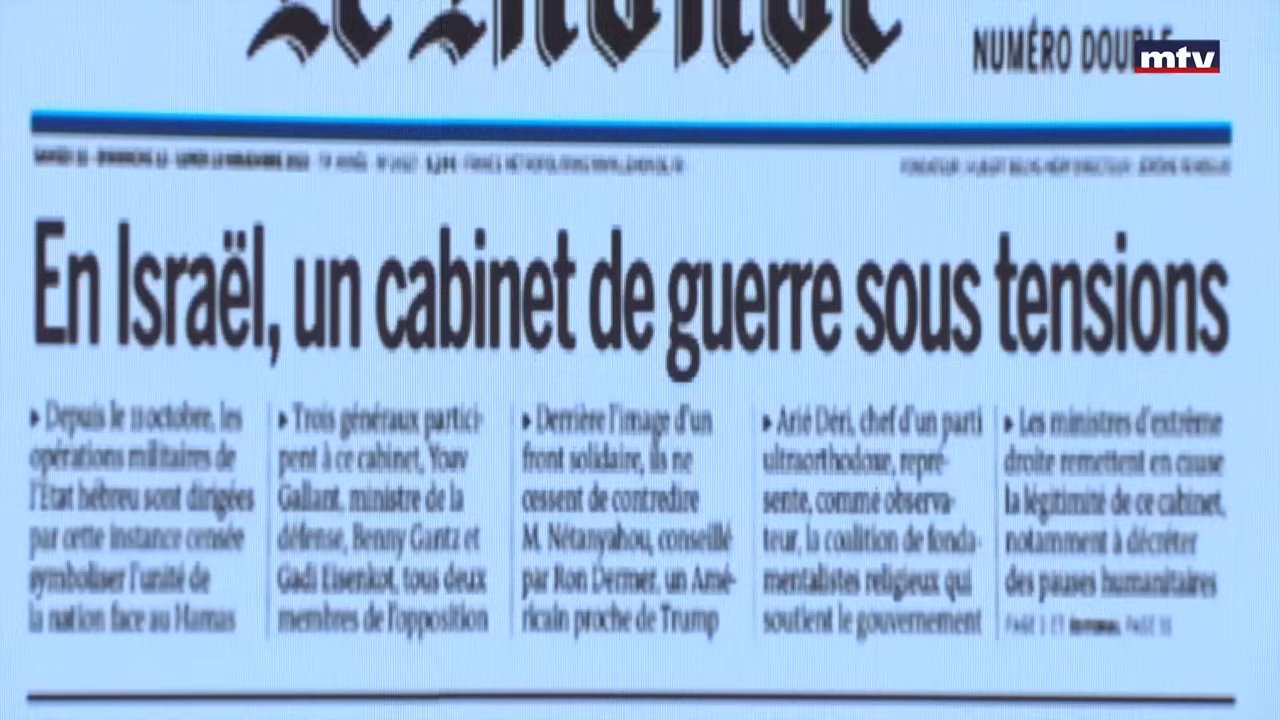 Le Monde
NUMÉRO DOUBLE
mtv
En Israël, un cabinet de guerre sous tensions
▸ Depuis le 11 octobre, les
opérations militaires de
l'Etat hébreu sont dirigées
par cette instance censée
symboliser l'unité de
la nation face au Hamas
▸ Trois généraux partici-
pent à ce cabinet, Yoav
Gallant, ministre de la
défense, Benny Gantz et
Gadi Eisenkot, tous deux
membres de l'opposition
▸ Derrière l'image d'un
front solidaire, ils ne
cessent de contredire
M. Nétanyahou, conseillé
par Ron Dermer, un Amé-
ricain proche de Trump
▸ Arié Déri, chef d'un parti
ultraorthodoxe, repré-
sente, comme observa-
teur, la coalition de fonda-
mentalistes religieux qui
soutient le gouvernement
▸ Les ministres d'extrême
droite remettent en cause
la légitimité de ce cabinet,
notamment à décréter
des pauses humanitaires